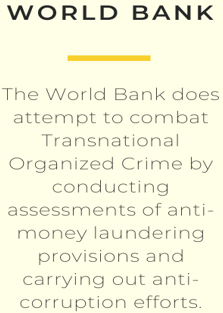 WORLD BANK
The World Bank does
attempt to combat
Transnational
Organized Crime by
conducting
assessments of anti-
money laundering
provisions and
carrying out anti-
corruption efforts.